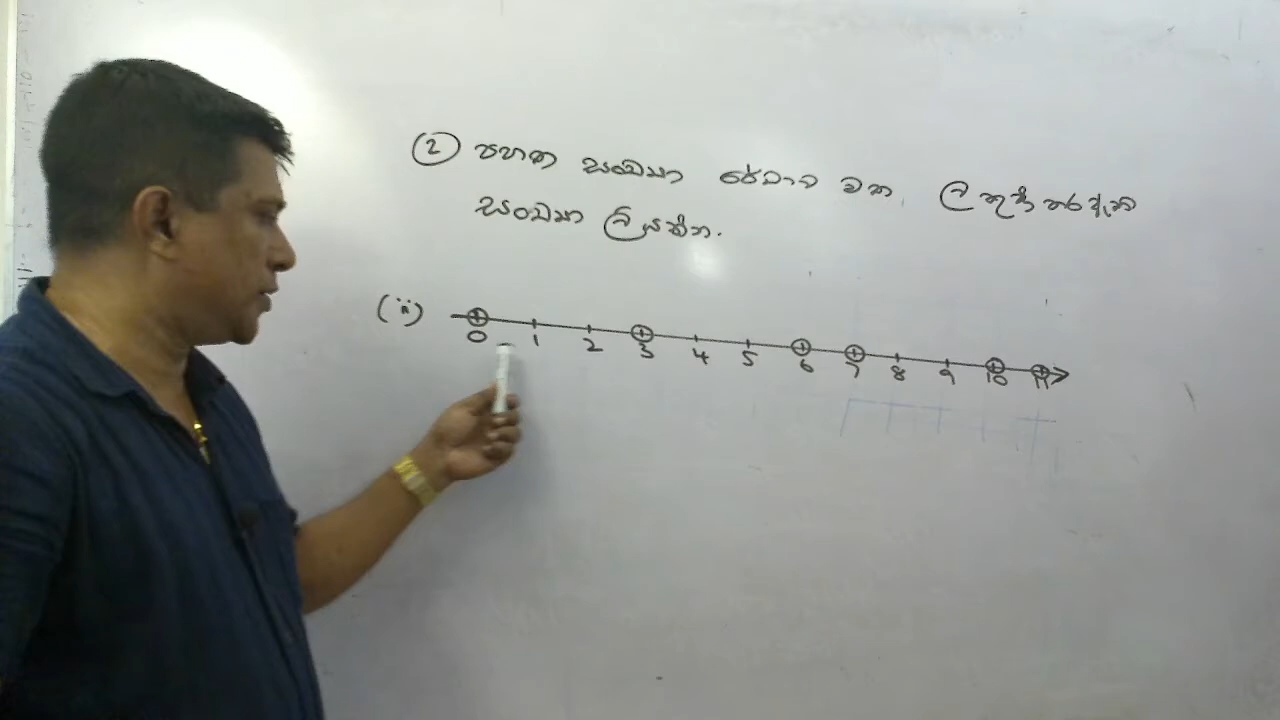 ② පහත සංඛ්‍යා රේඛාව මත ලකුණු කර ඇති
සංඛ්‍යා ලියන්න.
(ii) 0 1 2 3 4 5 6 7 8 9 10 11